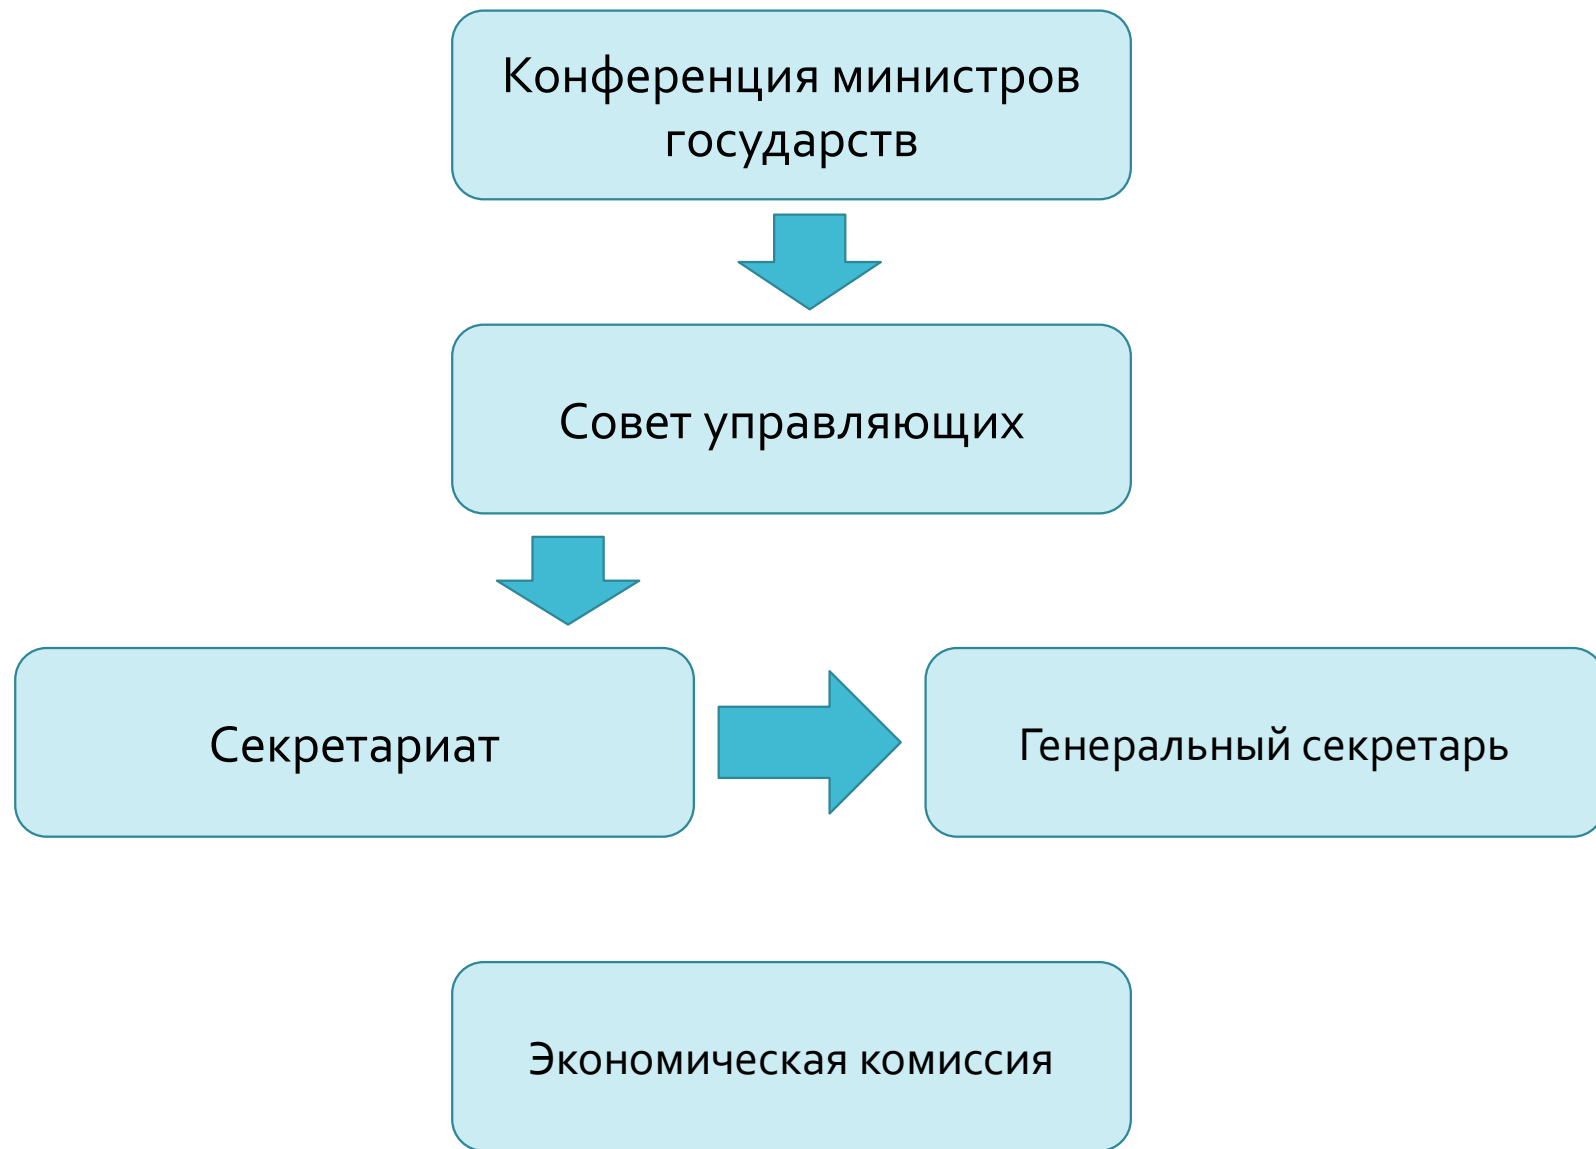 Конференция министров
государств
Совет управляющих
Секретариат
Генеральный секретарь
Экономическая комиссия